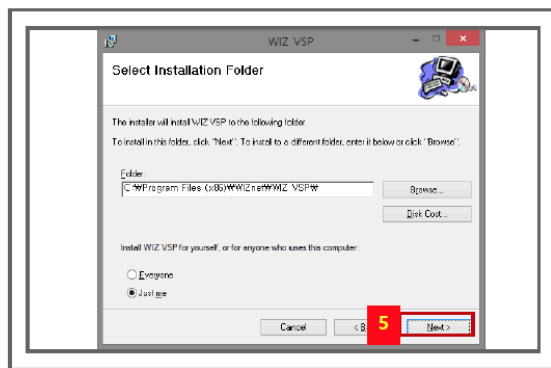 WIZ VSP
Select Installation Folder
The installer will install WIZ VSP to the following folder.
To install in this folder, click "Next". To install to a different folder, enter it below or click "Browse".
Folder:
C:₩Program Files (x86)₩WIZnet₩WIZ VSP₩
Browse...
Disk Cost...
Install WIZ VSP for yourself, or for anyone who uses this computer:
Everyone
Just me
Cancel
< B
5
Next >